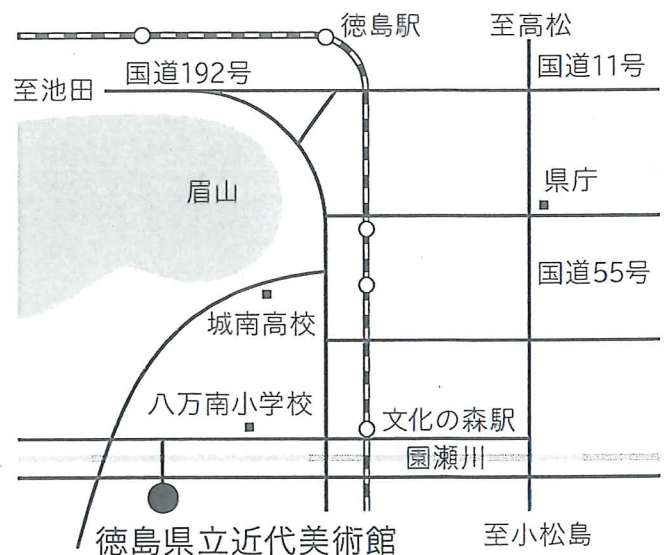 徳島駅
至高松
国道192号
国道11号
至池田
眉山
県庁
国道55号
城南高校
八万南小学校
文化の森駅
園瀬川
徳島県立近代美術館
至小松島